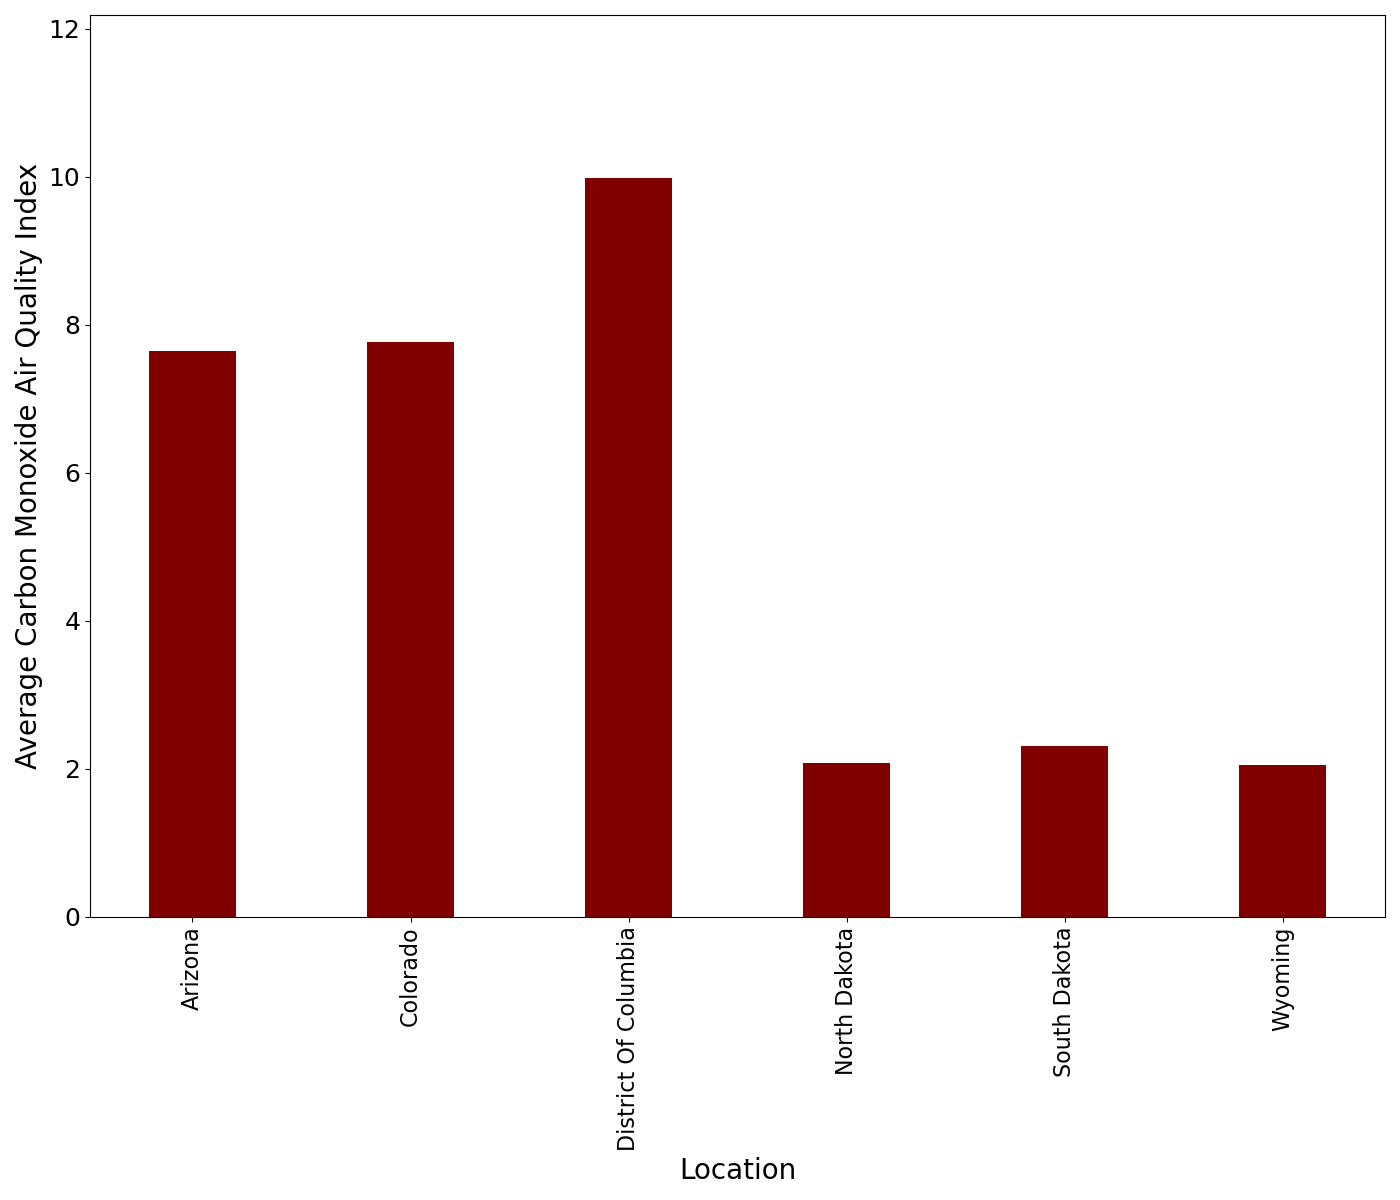 Average Carbon Monoxide Air Quality Index
12
10
8
6
4
2
0
Arizona
Colorado
District Of Columbia
North Dakota
South Dakota
Wyoming
Location